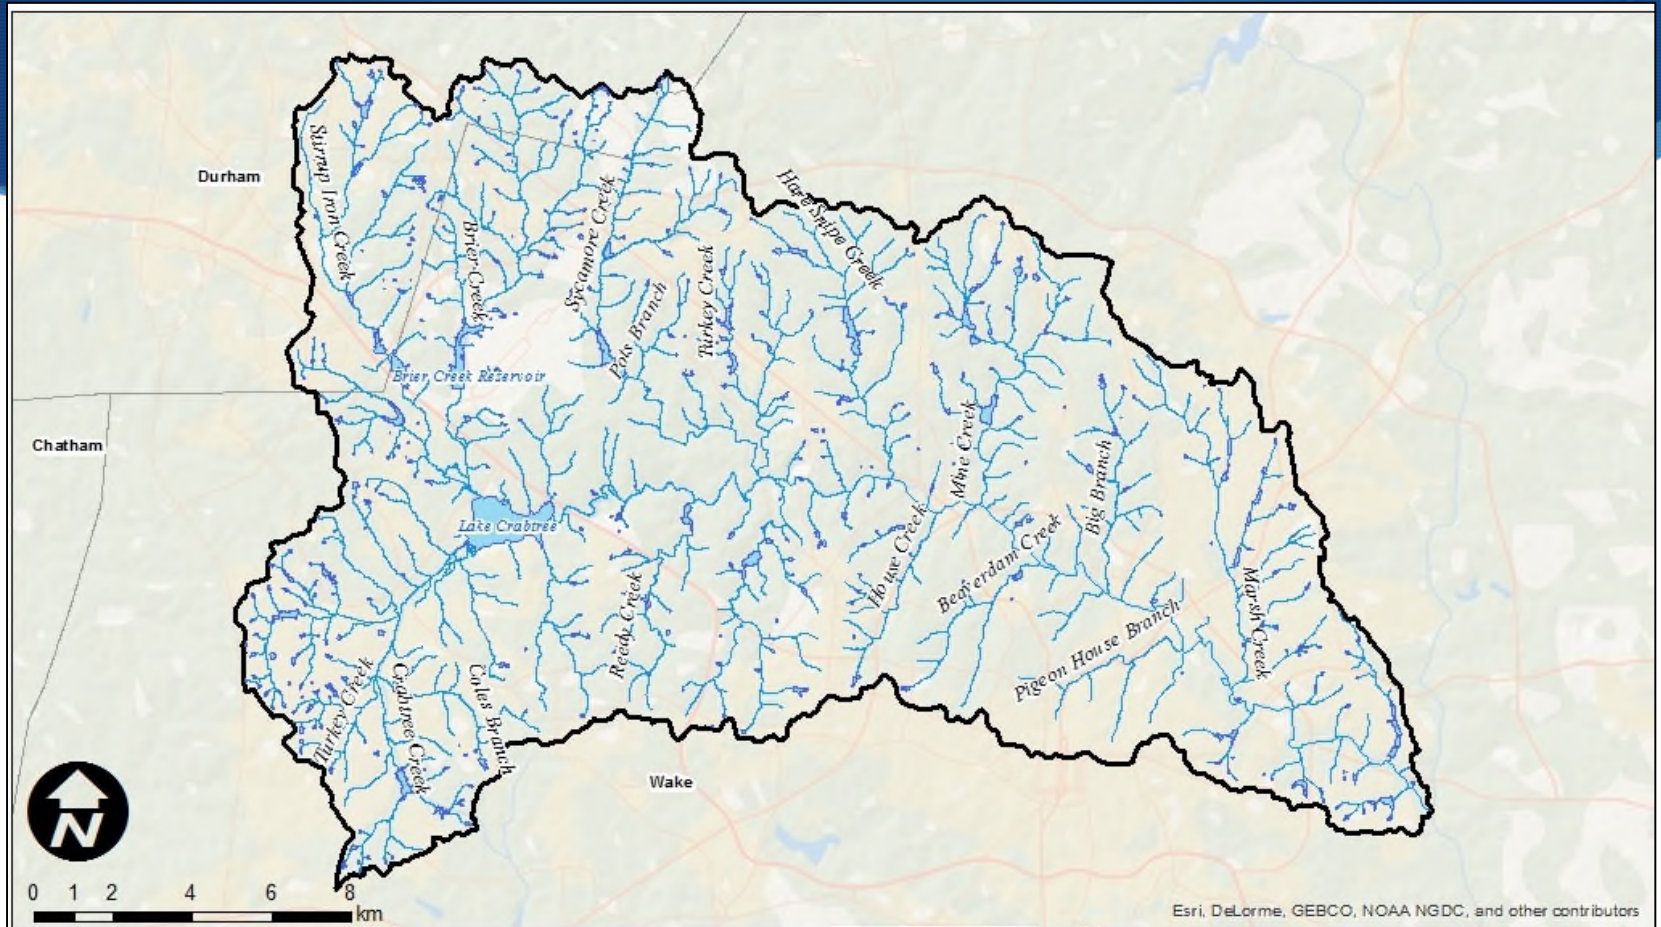 Durham
Stirrup Iron Creek
Brier Creek
Sycamore Creek
Hare Snipe Creek
Pots Branch
Turkey Creek
Brier Creek Reservoir
Chatham
Mine Creek
Big Branch
Lake Crabtree
House Creek
Beaverdam Creek
Reedy Creek
Marsh Creek
Pigeon House Branch
Turkey Creek
Crabtree Creek
Coles Branch
Wake
N
0 1 2 4 6 8
km
Esri, DeLorme, GEBCO, NOAA NGDC, and other contributors